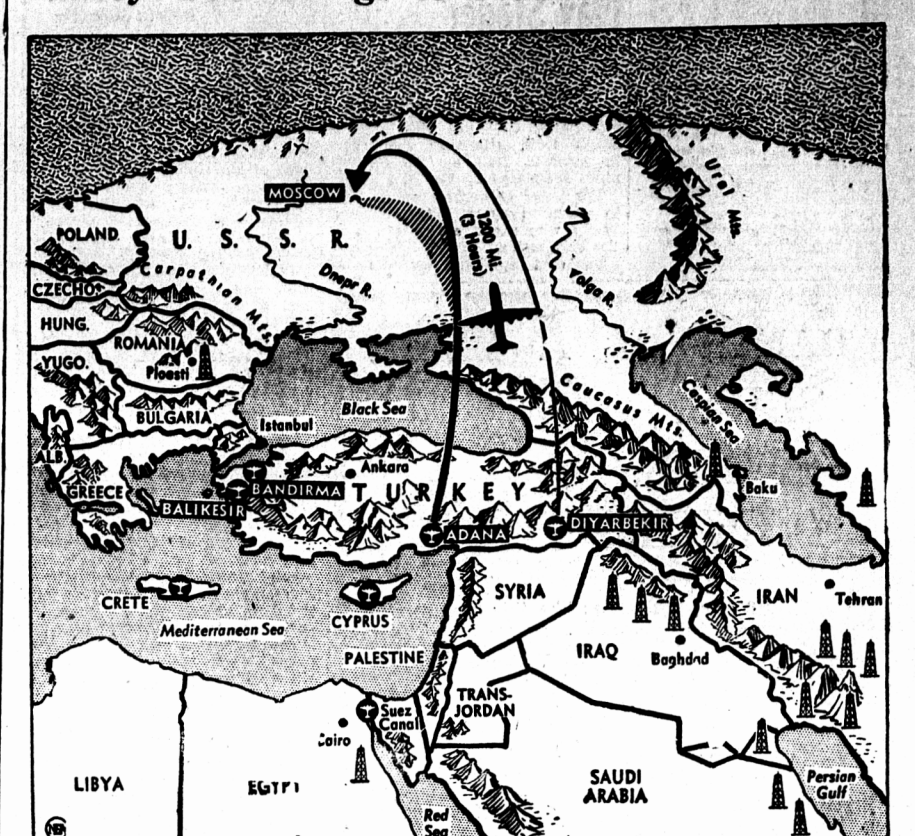 Ural Mts.
MOSCOW
1200 Mi.
(3 Hours)
POLAND
U. S. S. R.
Dnepr R.
Volga R.
Carpathian Mts.
CZECHO.
HUNG.
ROMANIA
Ploesti
YUGO.
BULGARIA
Istanbul
Black Sea
Caucasus Mts.
Caspian Sea
ALB.
Ankara
GREECE
BANDIRMA
TURKEY
Baku
BALIKESIR
ADANA
DIYARBEKIR
CRETE
CYPRUS
SYRIA
IRAN
Tehran
Mediterranean Sea
PALESTINE
IRAQ
Baghdad
TRANS-
JORDAN
Suez
Canal
Cairo
LIBYA
EGYPT
SAUDI
ARABIA
Persian
Gulf
Red
Sea